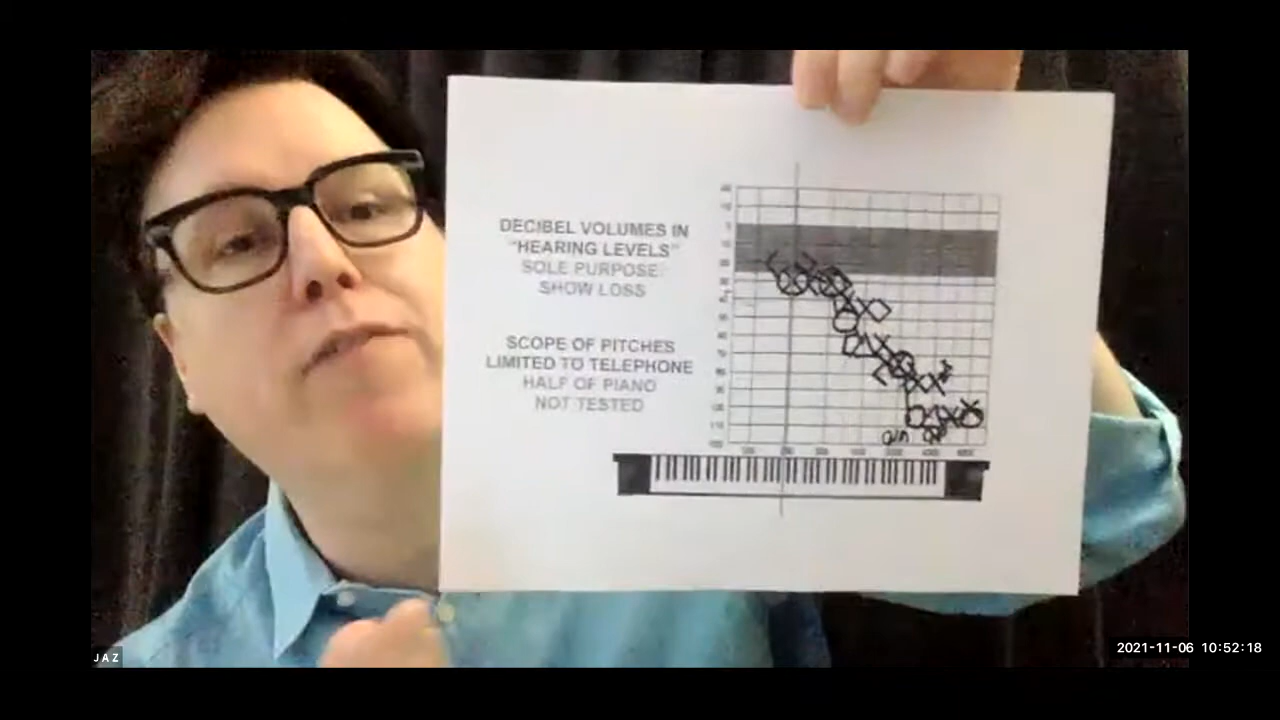 DECIBEL VOLUMES IN
"HEARING LEVELS"
SOLE PURPOSE:
SHOW LOSS
SCOPE OF PITCHES
LIMITED TO TELEPHONE
HALF OF PIANO
NOT TESTED
JAZ
2021-11-06 10:52:18